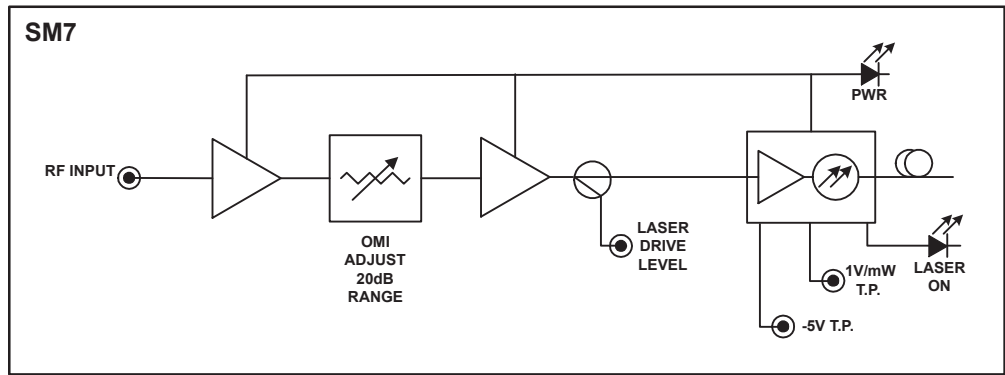 SM7
PWR
RF INPUT
OMI
ADJUST
20dB
RANGE
LASER
DRIVE
LEVEL
1V/mW
T.P.
LASER
ON
-5V T.P.